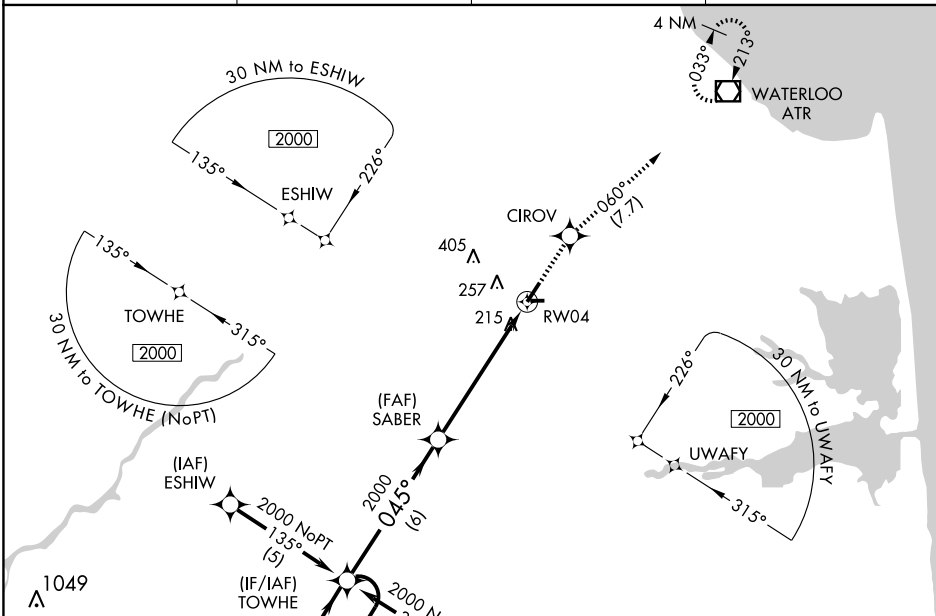 4 NM
033°
213°
WATERLOO
ATR
30 NM to ESHIW
2000
135°
226°
ESHIW
060°
(7.7)
CIROV
405
257
215
RW04
135°
TOWHE
315°
2000
30 NM to TOWHE (NoPT)
226°
30 NM to UWAFY
2000
UWAFY
315°
(FAF)
SABER
(IAF)
ESHIW
2000
045°
(6)
2000 NoPT
135°
(5)
1049
(IF/IAF)
TOWHE
2000